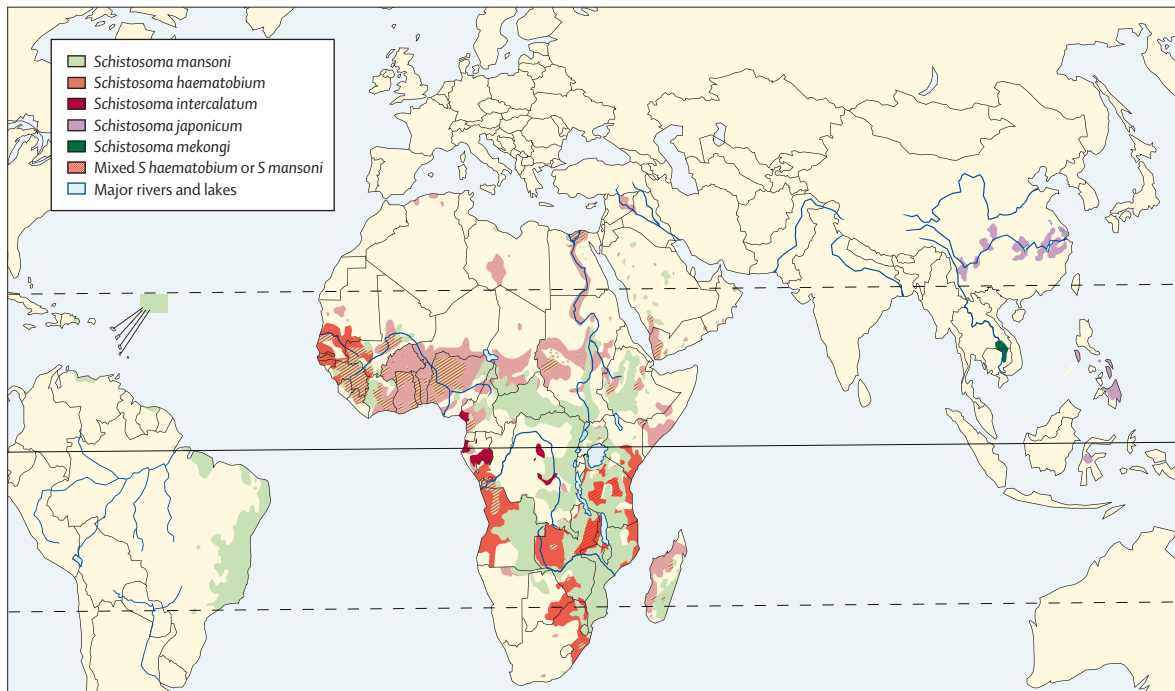 Schistosoma mansoni
Schistosoma haematobium
Schistosoma intercalatum
Schistosoma japonicum
Schistosoma mekongi
Mixed S haematobium or S mansoni
Major rivers and lakes